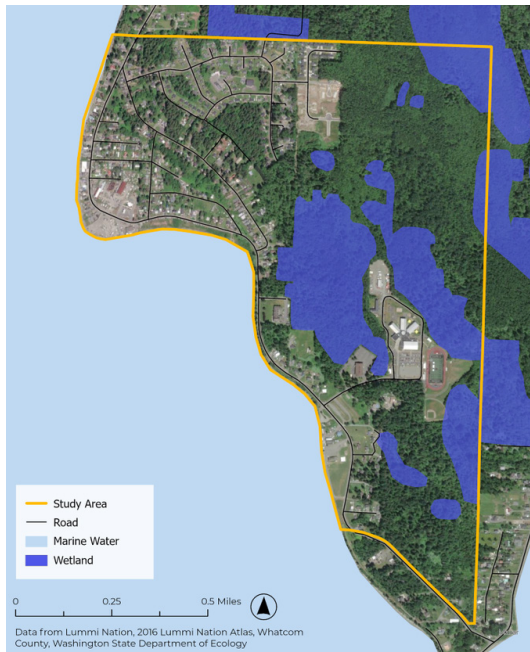 Study Area
Road
Marine Water
Wetland
0 0.25 0.5 Miles
Data from Lummi Nation, 2016 Lummi Nation Atlas, Whatcom
County, Washington State Department of Ecology